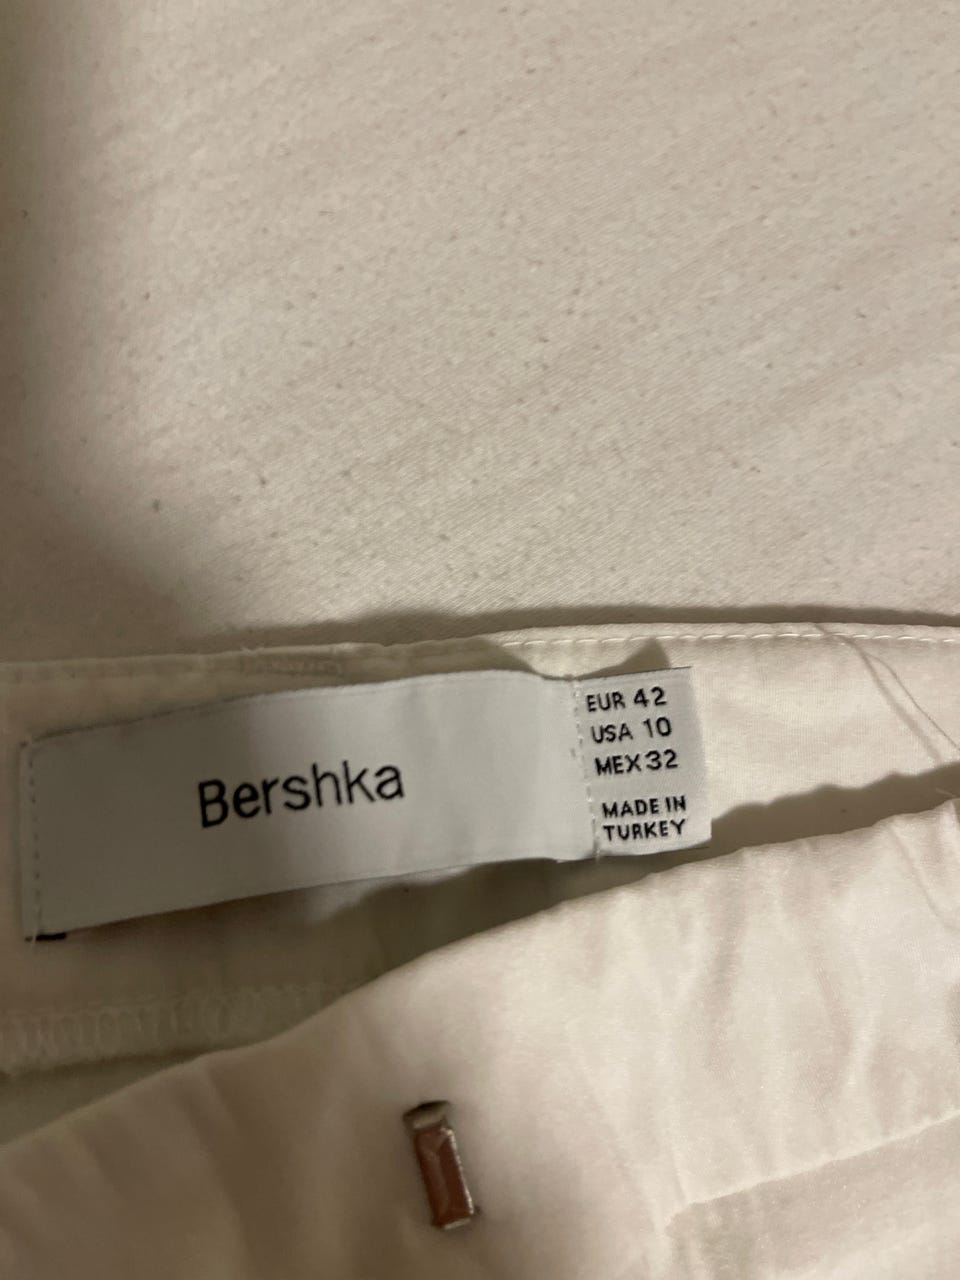 Bershka
EUR 42
USA 10
MEX 32
MADE IN
TURKEY